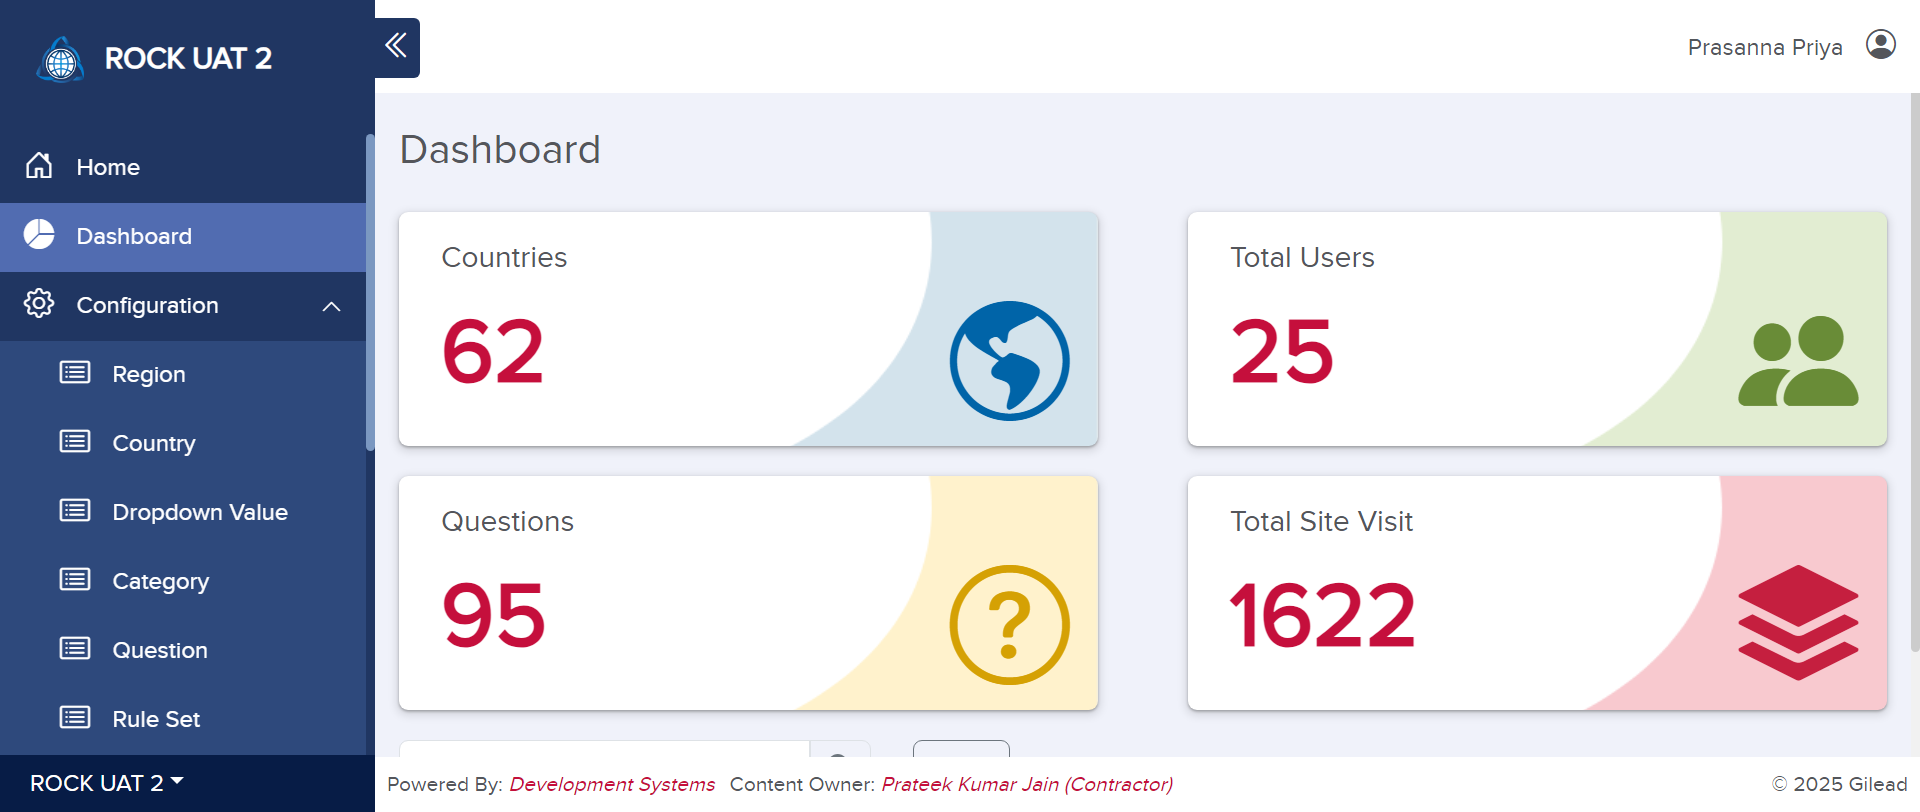 ROCK UAT 2
Prasanna Priya
Home
Dashboard
Configuration
Region
Country
Dropdown Value
Category
Question
Rule Set
ROCK UAT 2
Dashboard
Countries
62
Total Users
25
Questions
95
Total Site Visit
1622
Powered By: Development Systems Content Owner: Prateek Kumar Jain (Contractor)
© 2025 Gilead